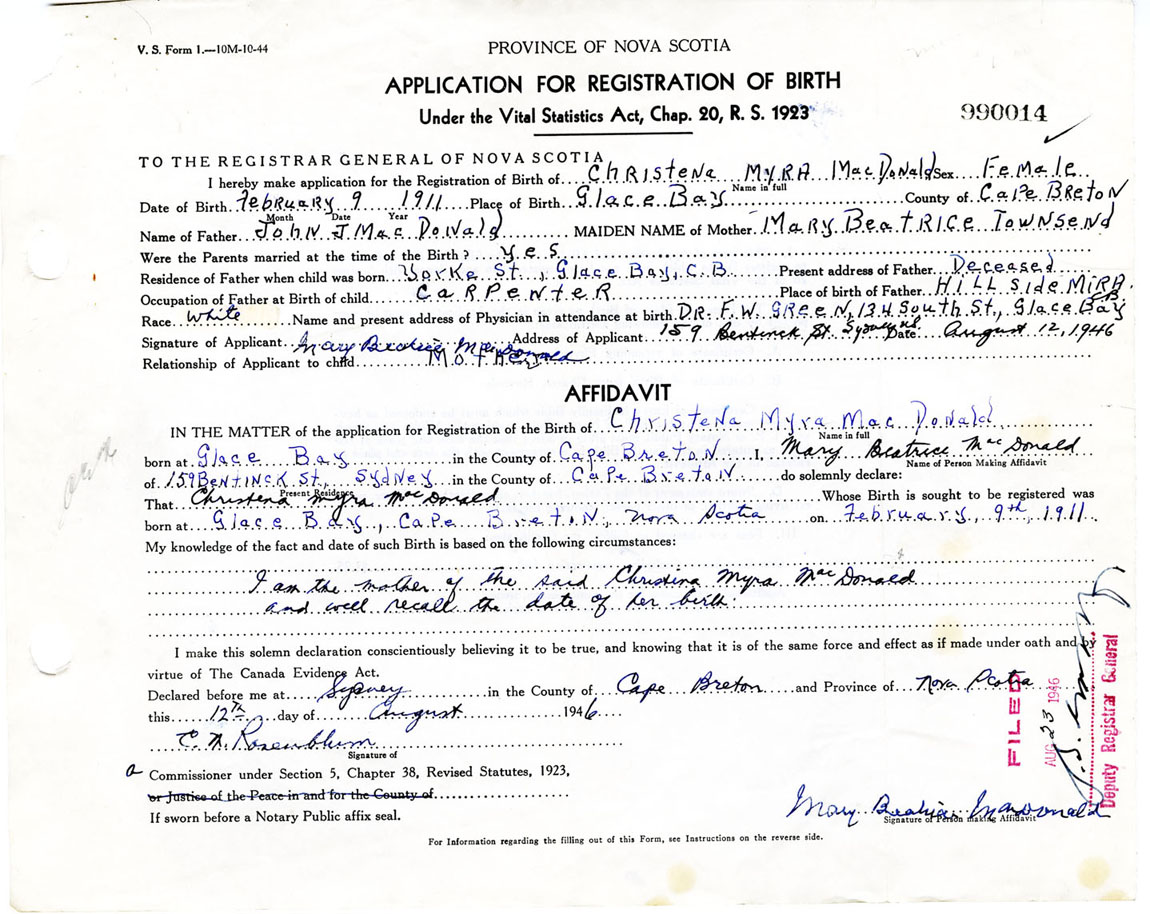 V. S. Form 1.—10M-10-44
PROVINCE OF NOVA SCOTIA
APPLICATION FOR REGISTRATION OF BIRTH
Under the Vital Statistics Act, Chap. 20, R. S. 1923
990014
TO THE REGISTRAR GENERAL OF NOVA SCOTIA
I hereby make application for the Registration of Birth of Christena Myra MacDonald Sex Female
Name in full
Date of Birth February 9 1911 Place of Birth Glace Bay County of Cape Breton
Month Date Year
Name of Father John J MacDonald MAIDEN NAME of Mother Mary Beatrice Townsend
Were the Parents married at the time of the Birth? Yes
Residence of Father when child was born Yorke St., Glace Bay, C.B. Present address of Father Deceased
Occupation of Father at Birth of child Carpenter Place of birth of Father Hillside Mira CB
Race White Name and present address of Physician in attendance at birth Dr. F.W. Green, 134 South St., Glace Bay
Signature of Applicant Mary Beatrice MacDonald Address of Applicant 159 Bentinck St. Sydney NS. Date August 12, 1946
Relationship of Applicant to child Mother
AFFIDAVIT
IN THE MATTER of the application for Registration of the Birth of Christena Myra MacDonald
Name in full
born at Glace Bay in the County of Cape Breton I, Mary Beatrice MacDonald
Name of Person Making Affidavit
of 159 Bentinck St., Sydney in the County of Cape Breton do solemnly declare:
Present Residence
That Christena Myra MacDonald Whose Birth is sought to be registered was
born at Glace Bay, Cape Breton, Nova Scotia on February, 9th, 1911
My knowledge of the fact and date of such Birth is based on the following circumstances:
I am the mother of the said Christina Myra MacDonald
and well recall the date of her birth.
I make this solemn declaration conscientiously believing it to be true, and knowing that it is of the same force and effect as if made under oath and by
virtue of The Canada Evidence Act.
Declared before me at Sydney in the County of Cape Breton and Province of Nova Scotia
this 12th day of August 1946
C. M. Rosenblum
Signature of
a Commissioner under Section 5, Chapter 38, Revised Statutes, 1923,
or Justice of the Peace in and for the County of
If sworn before a Notary Public affix seal.
Mary Beatrice MacDonald
Signature of Person making Affidavit
For Information regarding the filling out of this Form, see Instructions on the reverse side.
FILED
AUG 23 1946
Deputy Registrar General